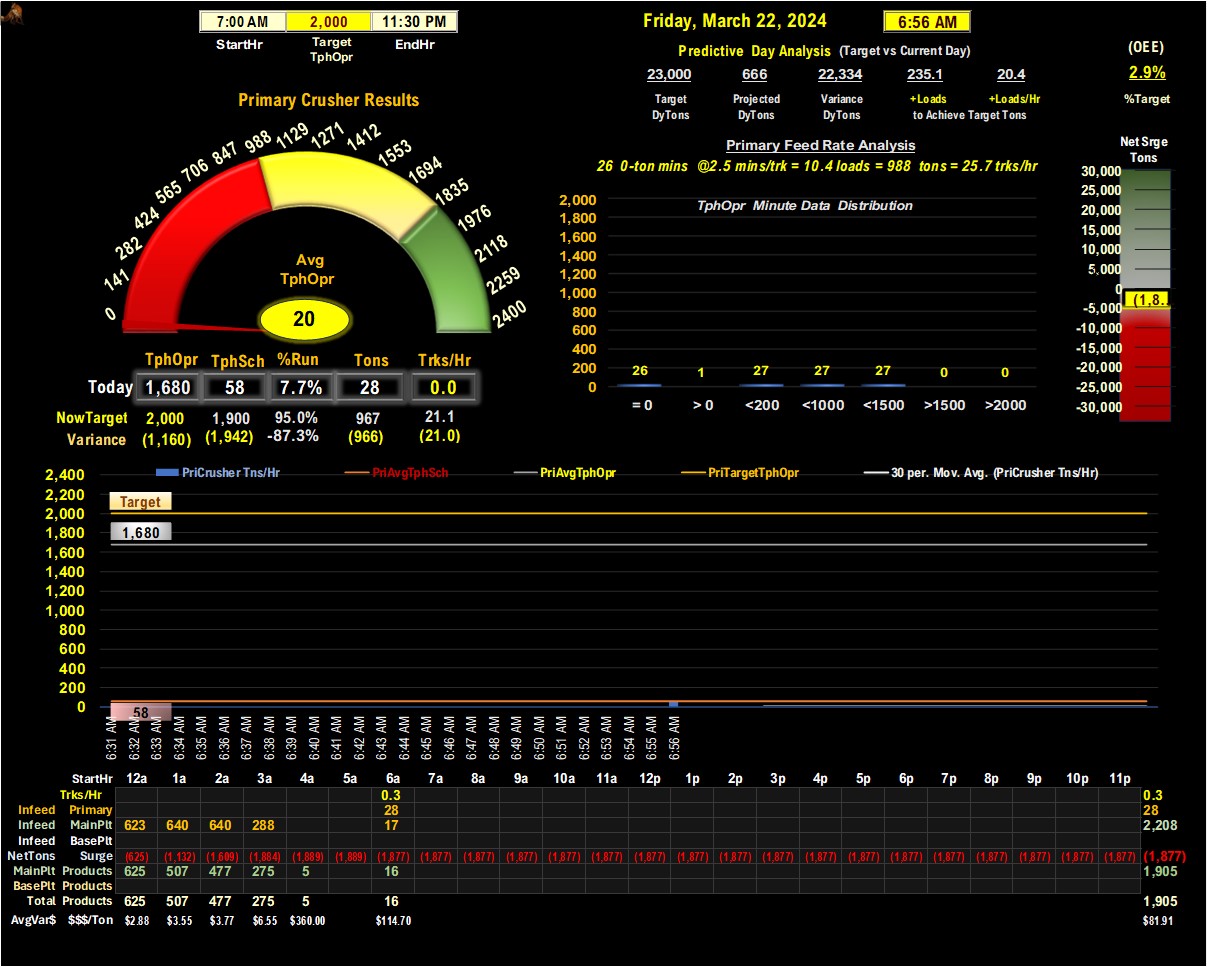 7:00 AM 2,000 11:30 PM
StartHr Target TphOpr EndHr
Friday, March 22, 2024 6:56 AM
Predictive Day Analysis (Target vs Current Day)
23,000 666 22,334 235.1 20.4
Target DyTons Projected DyTons Variance DyTons +Loads +Loads/Hr
to Achieve Target Tons
(OEE)
2.9%
%Target
Primary Crusher Results
0 141 282 424 565 706 847 988 1129 1271 1412 1553 1694 1835 1976 2118 2259 2400
Avg
TphOpr
20
TphOpr TphSch %Run Tons Trks/Hr
Today 1,680 58 7.7% 28 0.0
NowTarget 2,000 1,900 95.0% 967 21.1
Variance (1,160) (1,942) -87.3% (966) (21.0)
Primary Feed Rate Analysis
26 0-ton mins @2.5 mins/trk = 10.4 loads = 988 tons = 25.7 trks/hr
TphOpr Minute Data Distribution
2,000
1,800
1,600
1,400
1,200
1,000
800
600
400
200
0
26 1 27 27 27 0 0
= 0 > 0 <200 <1000 <1500 >1500 >2000
Net Srge
Tons
30,000
25,000
20,000
15,000
10,000
5,000
0
(1,8..
-5,000
-10,000
-15,000
-20,000
-25,000
-30,000
PriCrusher Tns/Hr PriAvgTphSch PriAvgTphOpr PriTargetTphOpr 30 per. Mov. Avg. (PriCrusher Tns/Hr)
2,400
2,200
2,000
1,800
1,600
1,400
1,200
1,000
800
600
400
200
0
Target
1,680
58
6:31 AM 6:32 AM 6:33 AM 6:34 AM 6:35 AM 6:36 AM 6:37 AM 6:38 AM 6:39 AM 6:40 AM 6:41 AM 6:42 AM 6:43 AM 6:44 AM 6:45 AM 6:46 AM 6:47 AM 6:48 AM 6:49 AM 6:50 AM 6:51 AM 6:52 AM 6:53 AM 6:54 AM 6:55 AM 6:56 AM
StartHr 12a 1a 2a 3a 4a 5a 6a 7a 8a 9a 10a 11a 12p 1p 2p 3p 4p 5p 6p 7p 8p 9p 10p 11p
Trks/Hr 0.3 0.3
Infeed Primary 28 28
Infeed MainPlt 623 640 640 288 17 2,208
Infeed BasePlt
NetTons Surge (625) (1,132) (1,609) (1,884) (1,889) (1,889) (1,877) (1,877) (1,877) (1,877) (1,877) (1,877) (1,877) (1,877) (1,877) (1,877) (1,877) (1,877) (1,877) (1,877) (1,877) (1,877) (1,877) (1,877) (1,877)
MainPlt Products 625 507 477 275 5 16 1,905
BasePlt Products
Total Products 625 507 477 275 5 16 1,905
AvgVar$ $$$/Ton $2.88 $3.55 $3.77 $6.55 $360.00 $114.70 $81.91